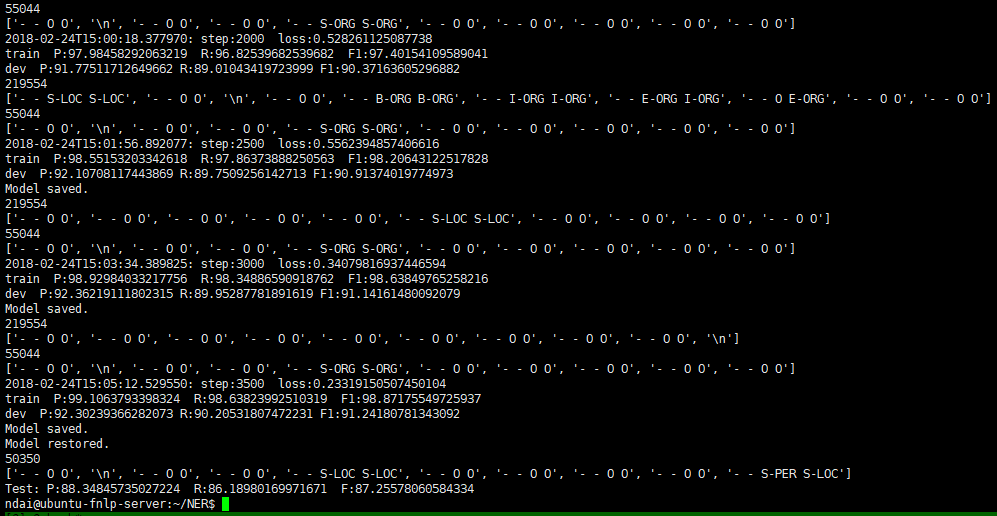 55044
['- - O O', '\n', '- - O O', '- - O O', '- - S-ORG S-ORG', '- - O O', '- - O O', '- - O O', '- - O O', '- - O O']
2018-02-24T15:00:18.377970: step:2000  loss:0.528261125087738
train  P:97.98458292063219  R:96.82539682539682  F1:97.40154109589041
dev  P:91.77511712649662 R:89.01043419723999 F1:90.37163605296882
219554
['- - S-LOC S-LOC', '- - O O', '\n', '- - O O', '- - B-ORG B-ORG', '- - I-ORG I-ORG', '- - E-ORG I-ORG', '- - O E-ORG', '- - O O', '- - O O']
55044
['- - O O', '\n', '- - O O', '- - O O', '- - S-ORG S-ORG', '- - O O', '- - O O', '- - O O', '- - O O', '- - O O']
2018-02-24T15:01:56.892077: step:2500  loss:0.5562394857406616
train  P:98.55153203342618  R:97.86373888250563  F1:98.20643122517828
dev  P:92.10708117443869 R:89.7509256142713 F1:90.91374019774973
Model saved.
219554
['- - O O', '- - O O', '- - O O', '- - O O', '- - O O', '- - S-LOC S-LOC', '- - O O', '- - O O', '- - O O', '- - O O']
55044
['- - O O', '\n', '- - O O', '- - O O', '- - S-ORG S-ORG', '- - O O', '- - O O', '- - O O', '- - O O', '- - O O']
2018-02-24T15:03:34.389825: step:3000  loss:0.34079816937446594
train  P:98.92984033217756  R:98.34886590918762  F1:98.63849765258216
dev  P:92.36219111802315 R:89.95287781891619 F1:91.14161480092079
Model saved.
219554
['- - O O', '- - O O', '- - O O', '- - O O', '- - O O', '- - O O', '- - O O', '- - O O', '- - O O', '\n']
55044
['- - O O', '\n', '- - O O', '- - O O', '- - S-ORG S-ORG', '- - O O', '- - O O', '- - O O', '- - O O', '- - O O']
2018-02-24T15:05:12.529550: step:3500  loss:0.23319150507450104
train  P:99.1063793398324  R:98.63823992510319  F1:98.87175549725937
dev  P:92.30239366282073 R:90.20531807472231 F1:91.24180781343092
Model saved.
Model restored.
50350
['- - O O', '\n', '- - O O', '- - O O', '- - S-LOC S-LOC', '- - O O', '- - O O', '- - O O', '- - O O', '- - S-PER S-LOC']
Test: P:88.34845735027224  R:86.18980169971671  F:87.25578060584334
ndai@ubuntu-fnlp-server:~/NER$